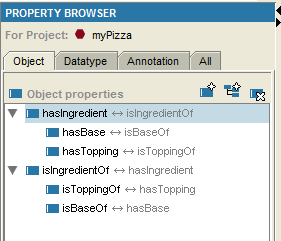 PROPERTY BROWSER
For Project: myPizza
Object Datatype Annotation All
Object properties
hasIngredient ↔ isIngredientOf
hasBase ↔ isBaseOf
hasTopping ↔ isToppingOf
isIngredientOf ↔ hasIngredient
isToppingOf ↔ hasTopping
isBaseOf ↔ hasBase